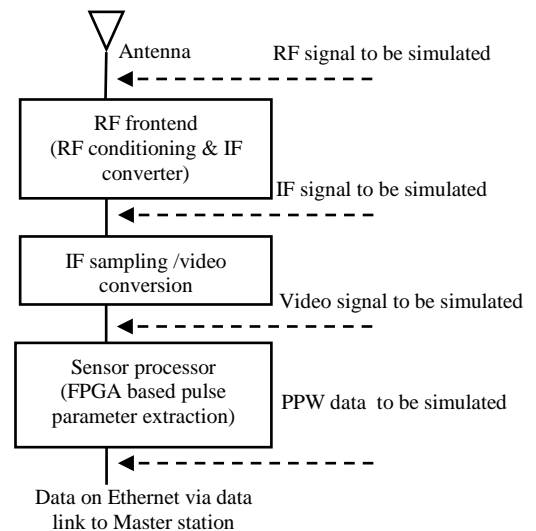 Antenna
RF signal to be simulated
RF frontend
(RF conditioning & IF
converter)
IF signal to be simulated
IF sampling /video
conversion
Video signal to be simulated
Sensor processor
(FPGA based pulse
parameter extraction)
PPW data to be simulated
Data on Ethernet via data
link to Master station